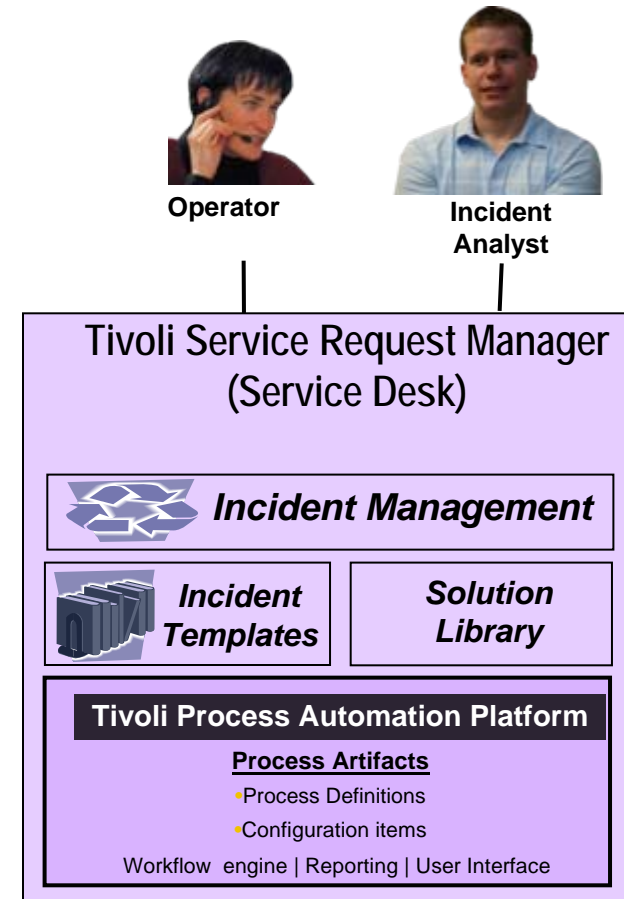 Operator
Incident
Analyst
Tivoli Service Request Manager
(Service Desk)
Incident Management
Incident
Templates
Solution
Library
Tivoli Process Automation Platform
Process Artifacts
•Process Definitions
•Configuration items
Workflow engine | Reporting | User Interface